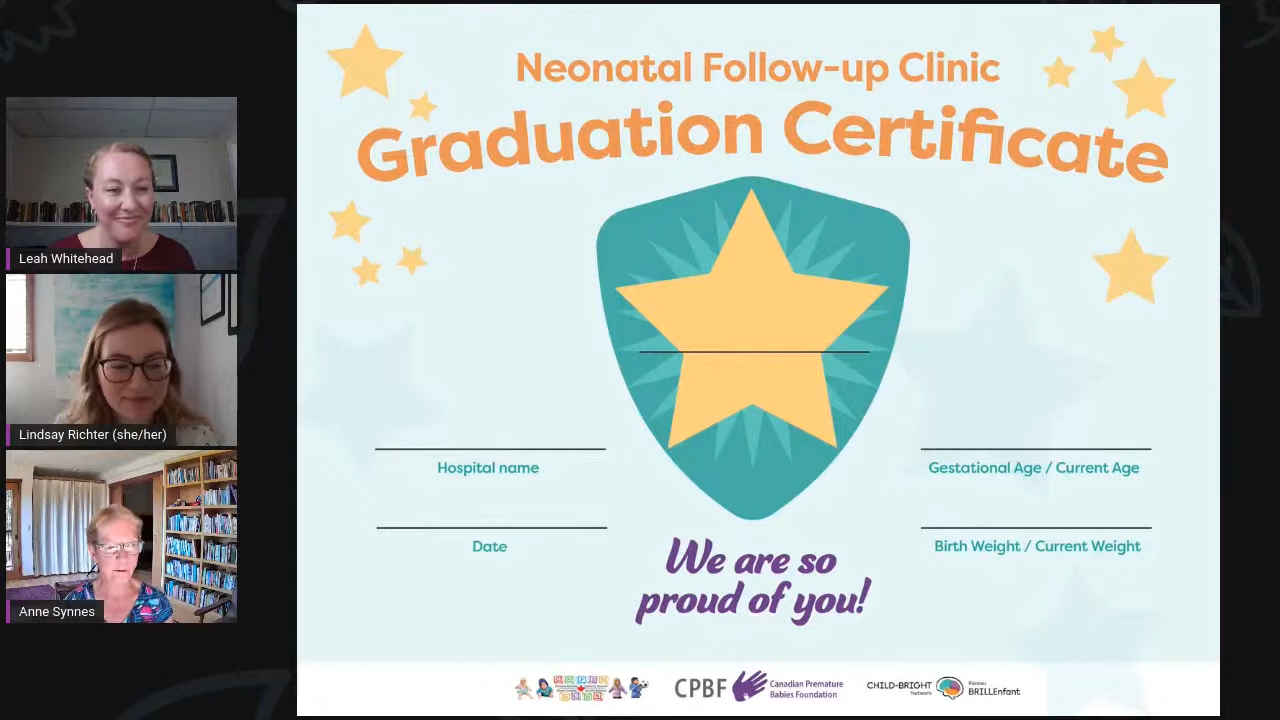 Neonatal Follow-up Clinic
Graduation Certificate
Leah Whitehead
Lindsay Richter (she/her)
Anne Synnes
Hospital name
Gestational Age / Current Age
Date
Birth Weight / Current Weight
We are so
proud of you!
CPBF
Canadian Premature
Babies Foundation
CHILD-BRIGHT
Network
Réseau
BRILLEnfant